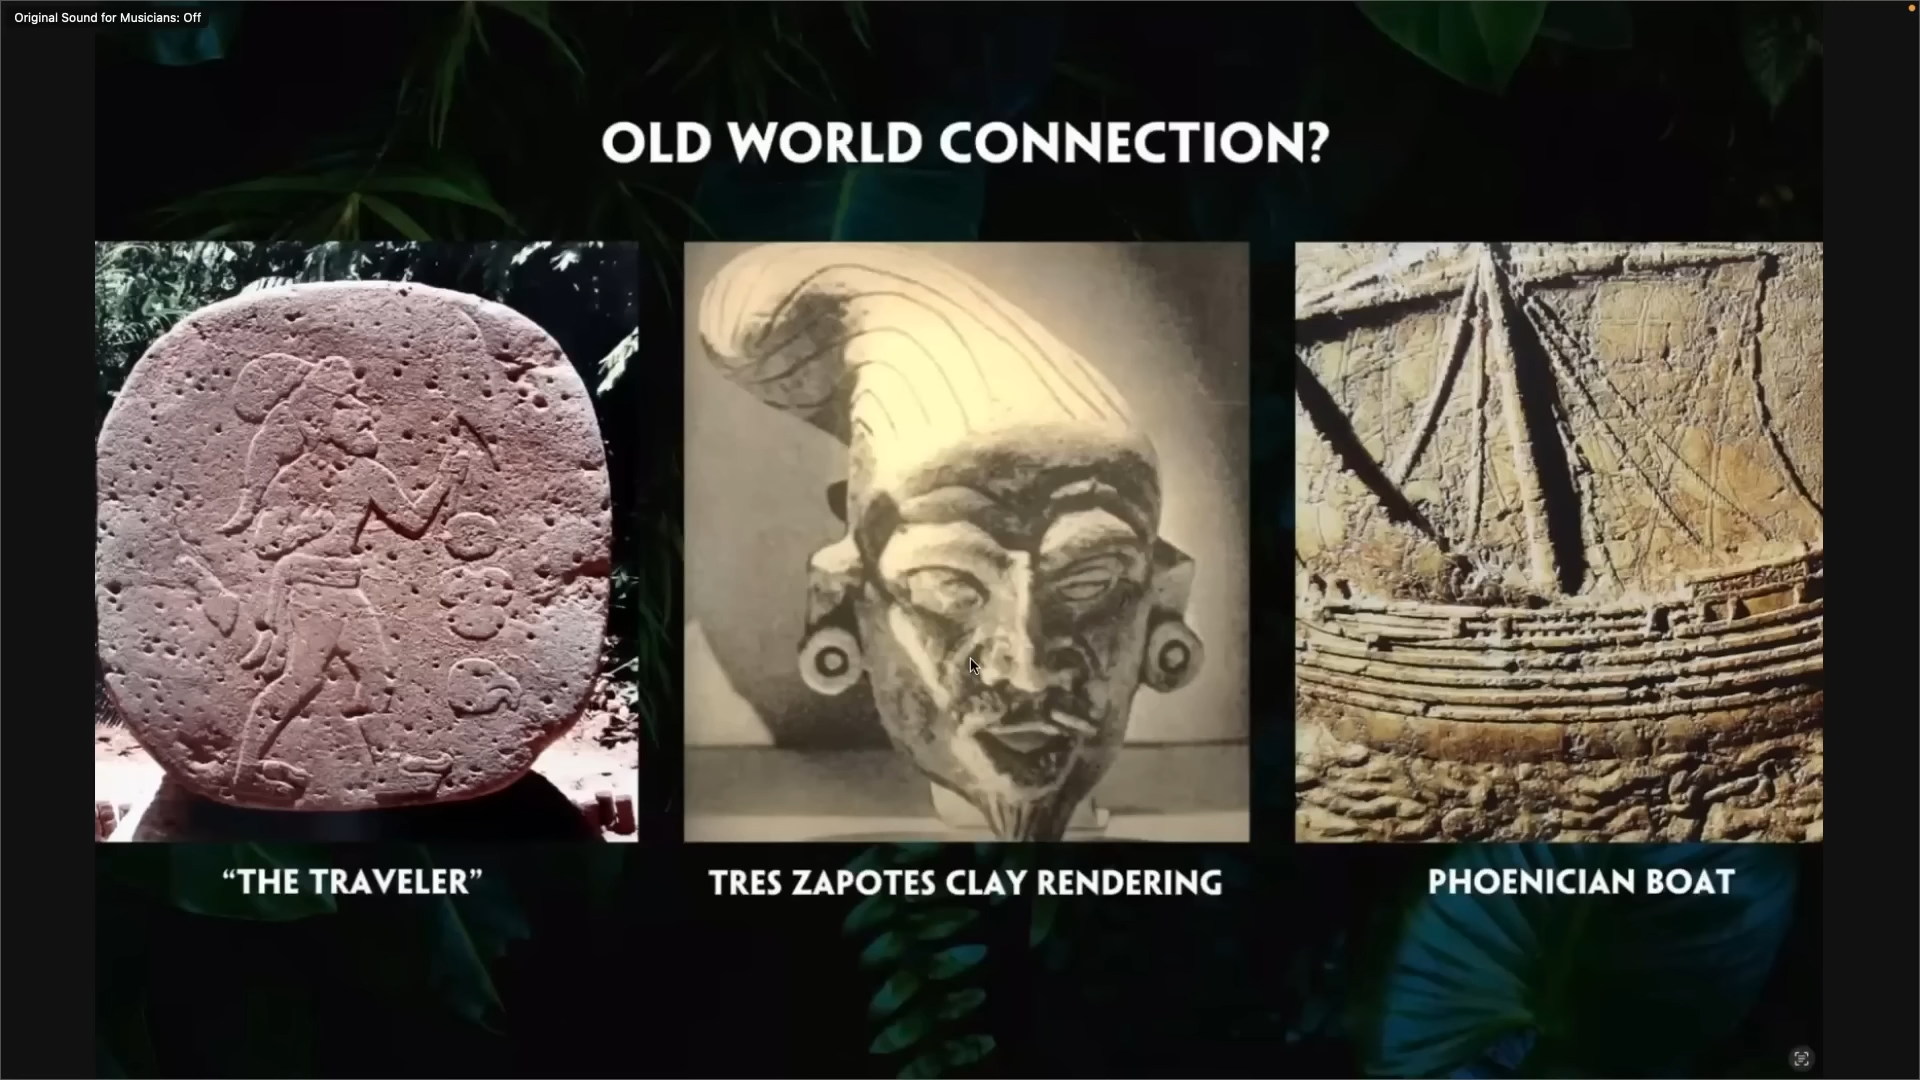 Original Sound for Musicians: Off
OLD WORLD CONNECTION?
“THE TRAVELER”
TRES ZAPOTES CLAY RENDERING
PHOENICIAN BOAT